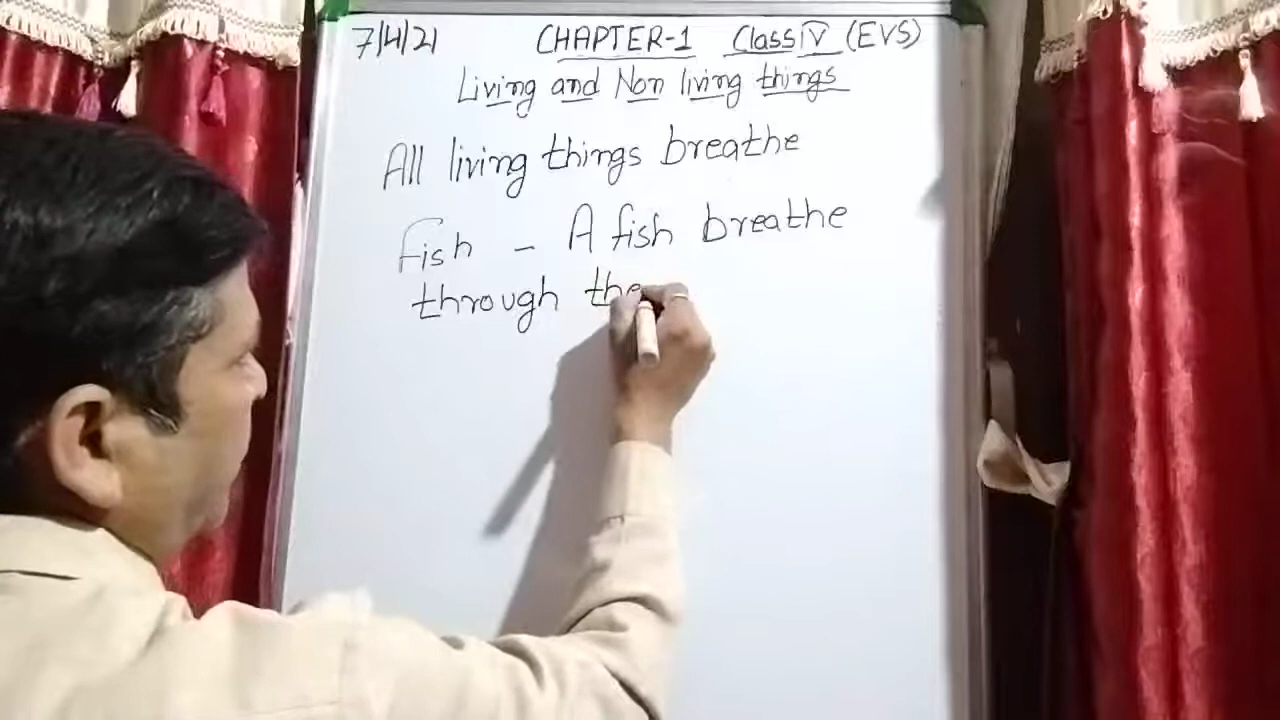 7/4/21 CHAPTER-1 Class IV (EVS)
Living and Non living things
All living things breathe
Fish - A fish breathe
through the